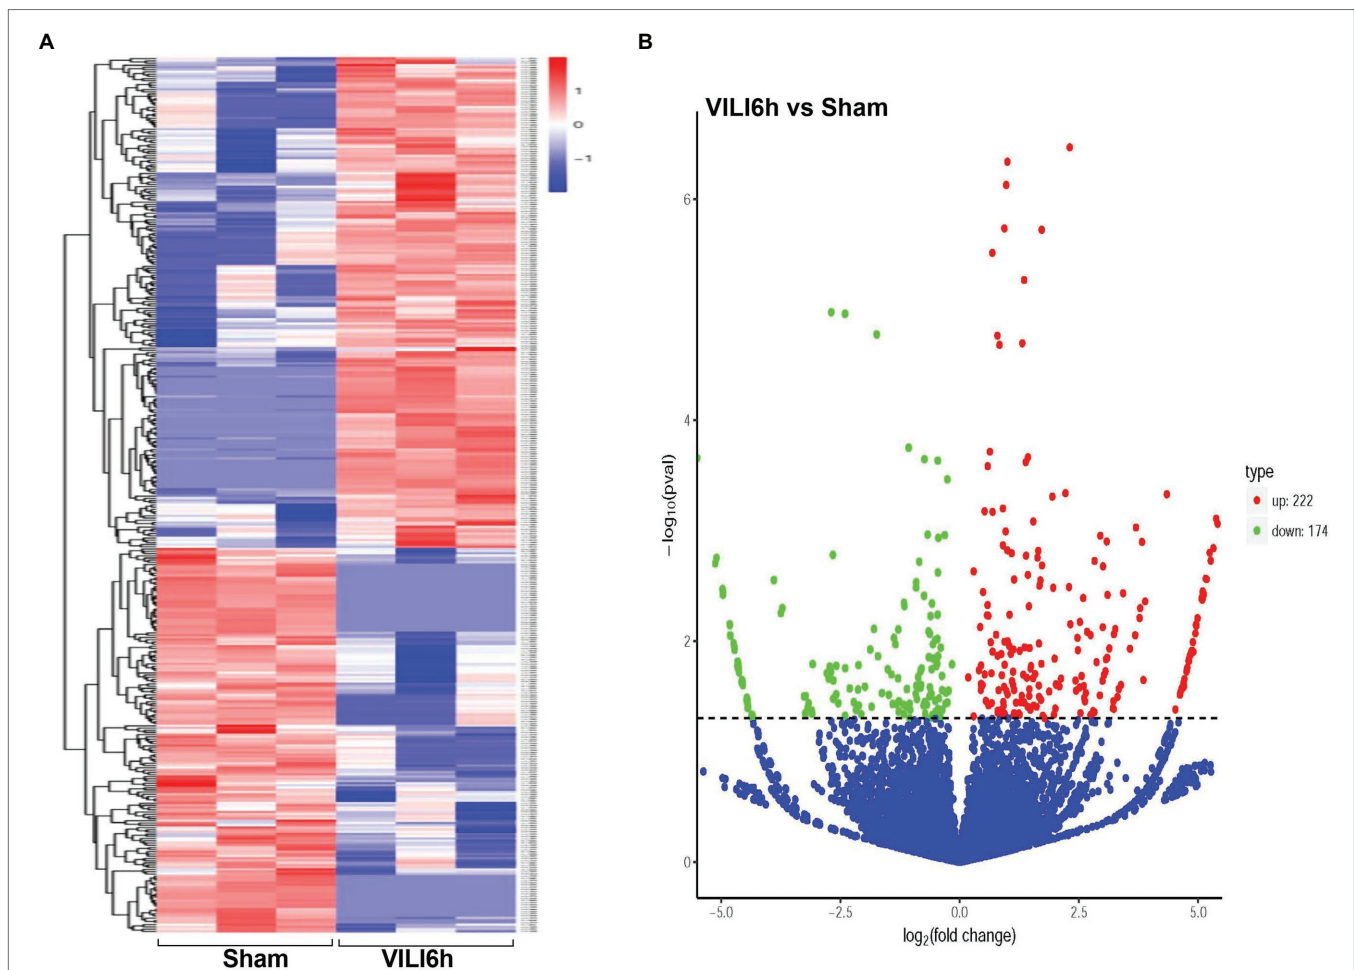 A
B
1
0
−1
VILI6h vs Sham
6
4
2
0
−log10(pval)
type
up: 222
down: 174
−5.0
−2.5
0.0
2.5
5.0
log2(fold change)
Sham
VILI6h